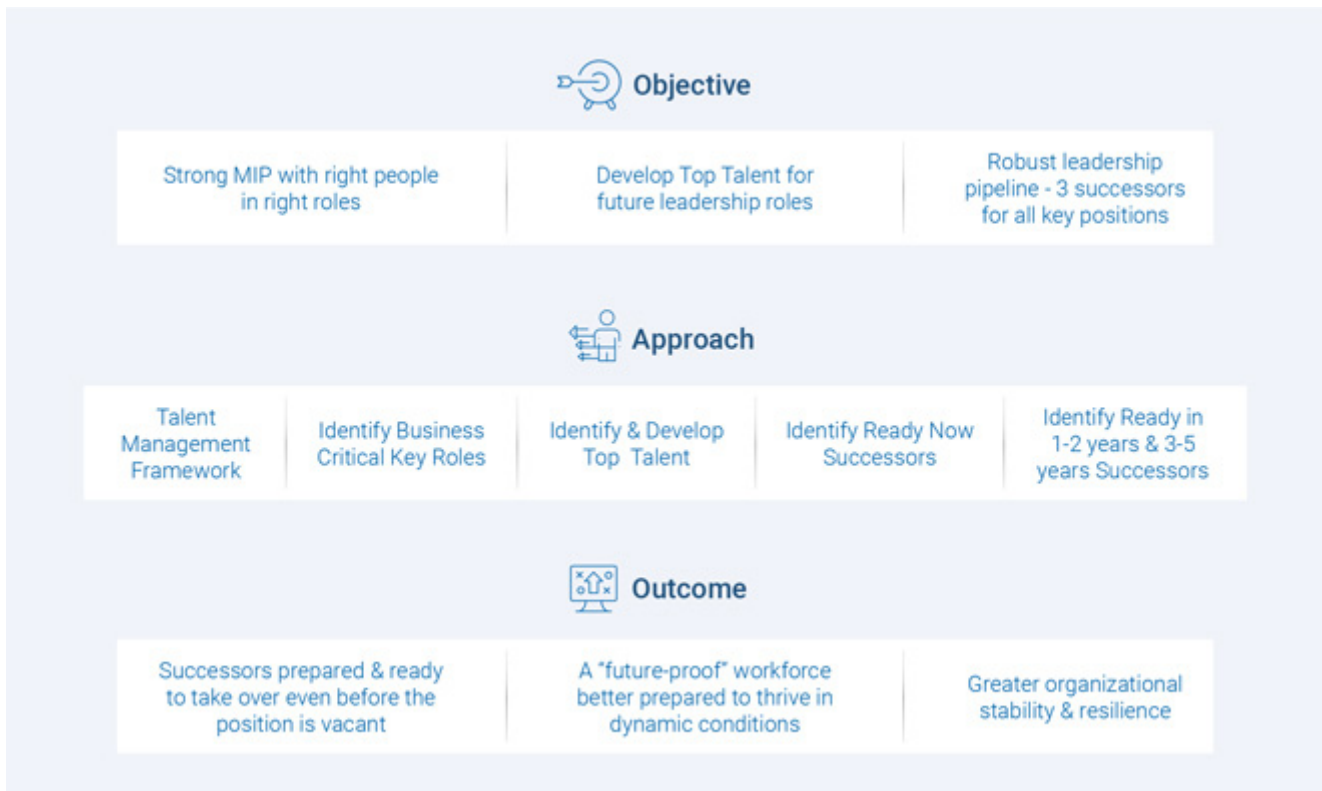 Objective
Strong MIP with right people
in right roles
Develop Top Talent for
future leadership roles
Robust leadership
pipeline - 3 successors
for all key positions
Approach
Talent
Management
Framework
Identify Business
Critical Key Roles
Identify & Develop
Top Talent
Identify Ready Now
Successors
Identify Ready in
1-2 years & 3-5
years Successors
Outcome
Successors prepared & ready
to take over even before the
position is vacant
A “future-proof” workforce
better prepared to thrive in
dynamic conditions
Greater organizational
stability & resilience